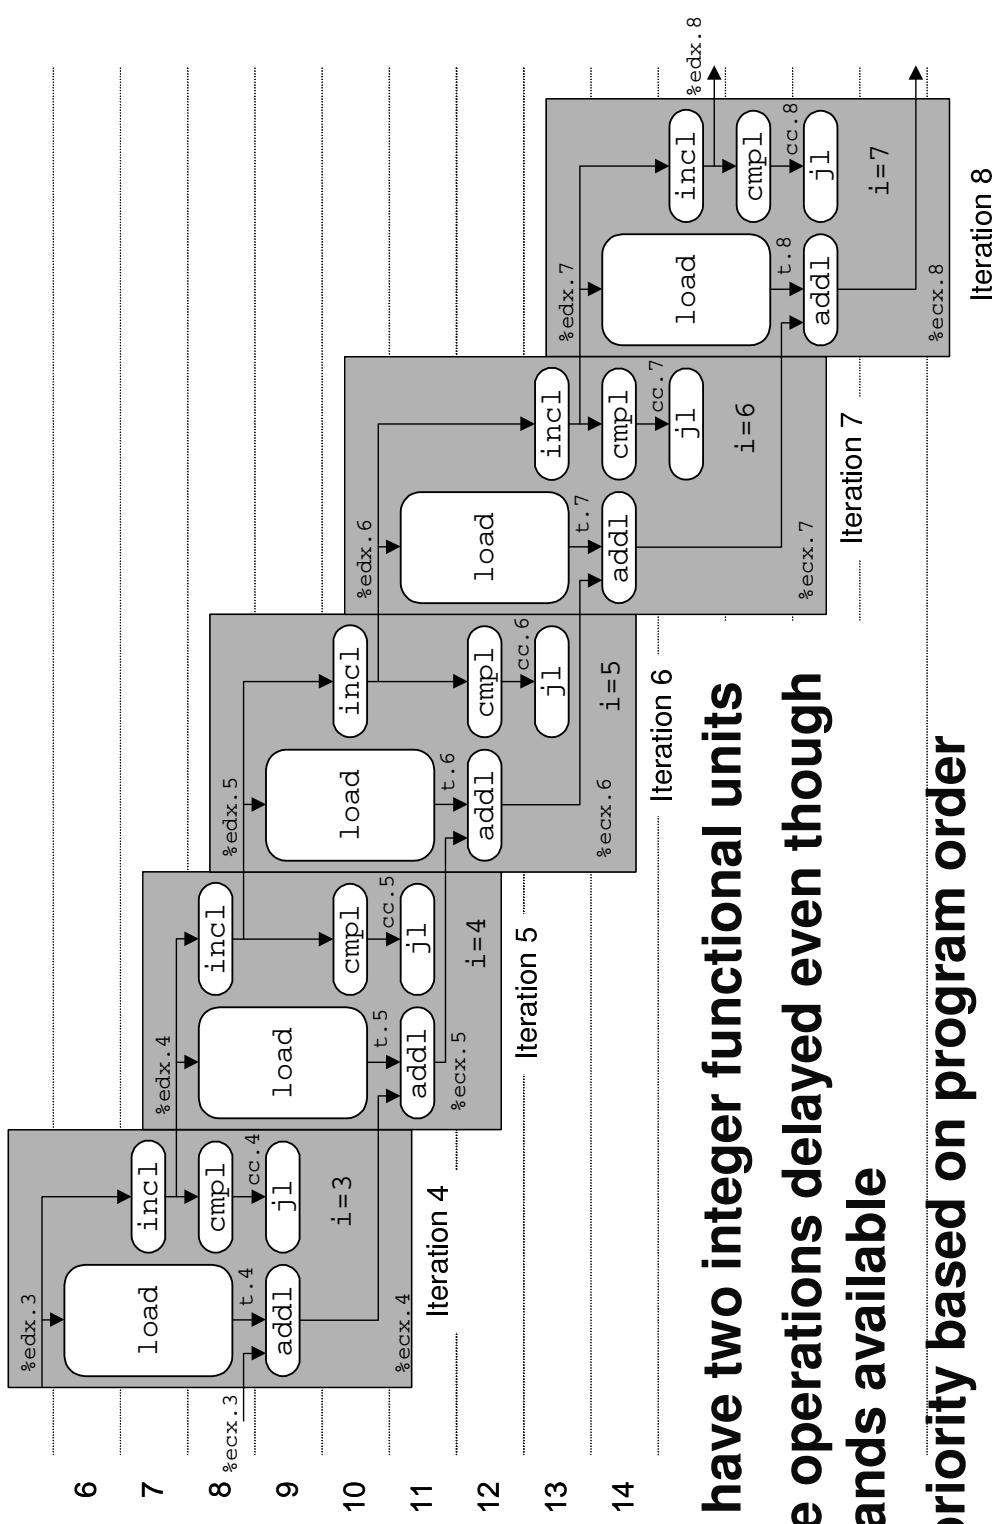 6
7
8
9
10
11
12
13
14
%edx.3
load
incl
cmpl
cc.4
jl
t.4
%ecx.3
addl
i=3
%ecx.4
Iteration 4
%edx.4
load
incl
cmpl
cc.5
jl
t.5
addl
i=4
%ecx.5
Iteration 5
%edx.5
load
incl
cmpl
cc.6
jl
t.6
addl
i=5
%ecx.6
Iteration 6
%edx.6
load
incl
cmpl
cc.7
jl
t.7
addl
i=6
%ecx.7
Iteration 7
%edx.7
load
incl
%edx.8
cmpl
cc.8
jl
t.8
addl
i=7
%ecx.8
Iteration 8
have two integer functional units
e operations delayed even though
ands available
priority based on program order